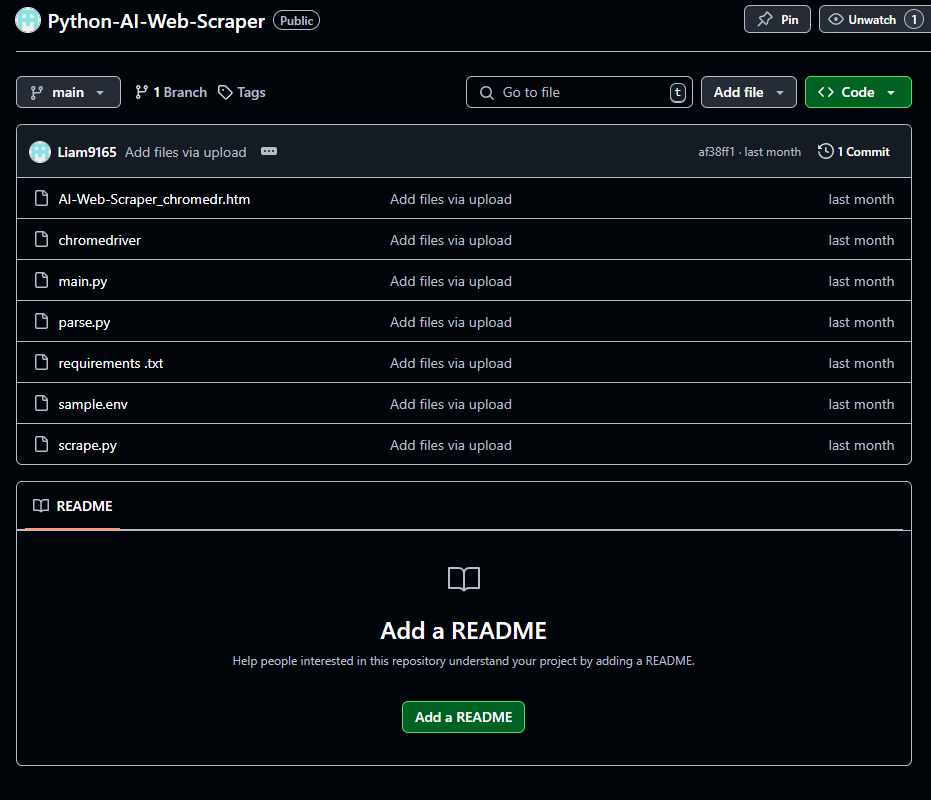 Python-AI-Web-Scraper Public Pin Unwatch 1
main 1 Branch Tags Go to file t Add file Code
Liam9165 Add files via upload af38ff1 · last month 1 Commit
AI-Web-Scraper_chromedr.htm Add files via upload last month
chromedriver Add files via upload last month
main.py Add files via upload last month
parse.py Add files via upload last month
requirements .txt Add files via upload last month
sample.env Add files via upload last month
scrape.py Add files via upload last month
README
Add a README
Help people interested in this repository understand your project by adding a README.
Add a README